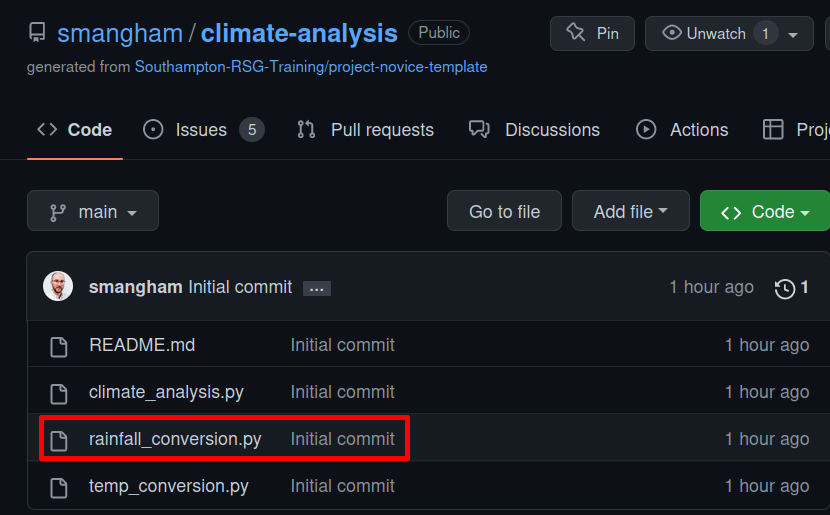 smangham / climate-analysis Public Pin Unwatch 1
generated from Southampton-RSG-Training/project-novice-template
Code Issues 5 Pull requests Discussions Actions Proj
main Go to file Add file Code
smangham Initial commit ... 1 hour ago 1
README.md Initial commit 1 hour ago
climate_analysis.py Initial commit 1 hour ago
rainfall_conversion.py Initial commit 1 hour ago
temp_conversion.py Initial commit 1 hour ago